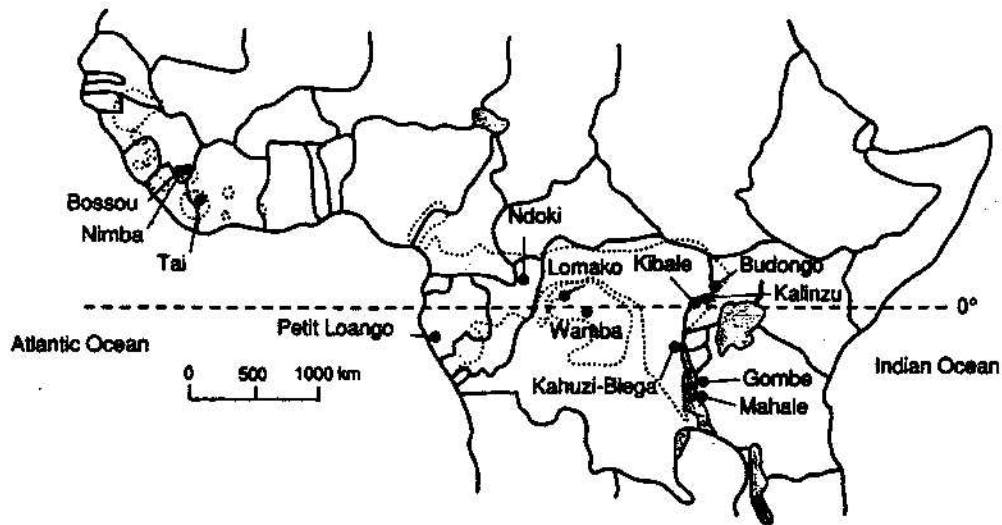 Bossou
Nimba
Tai
Ndoki
Lomako
Kibale
Budongo
Kalinzu
0°
Petit Loango
Wamba
Atlantic Ocean
Indian Ocean
0 500 1000 km
Kahuzi-Biega
Gombe
Mahale